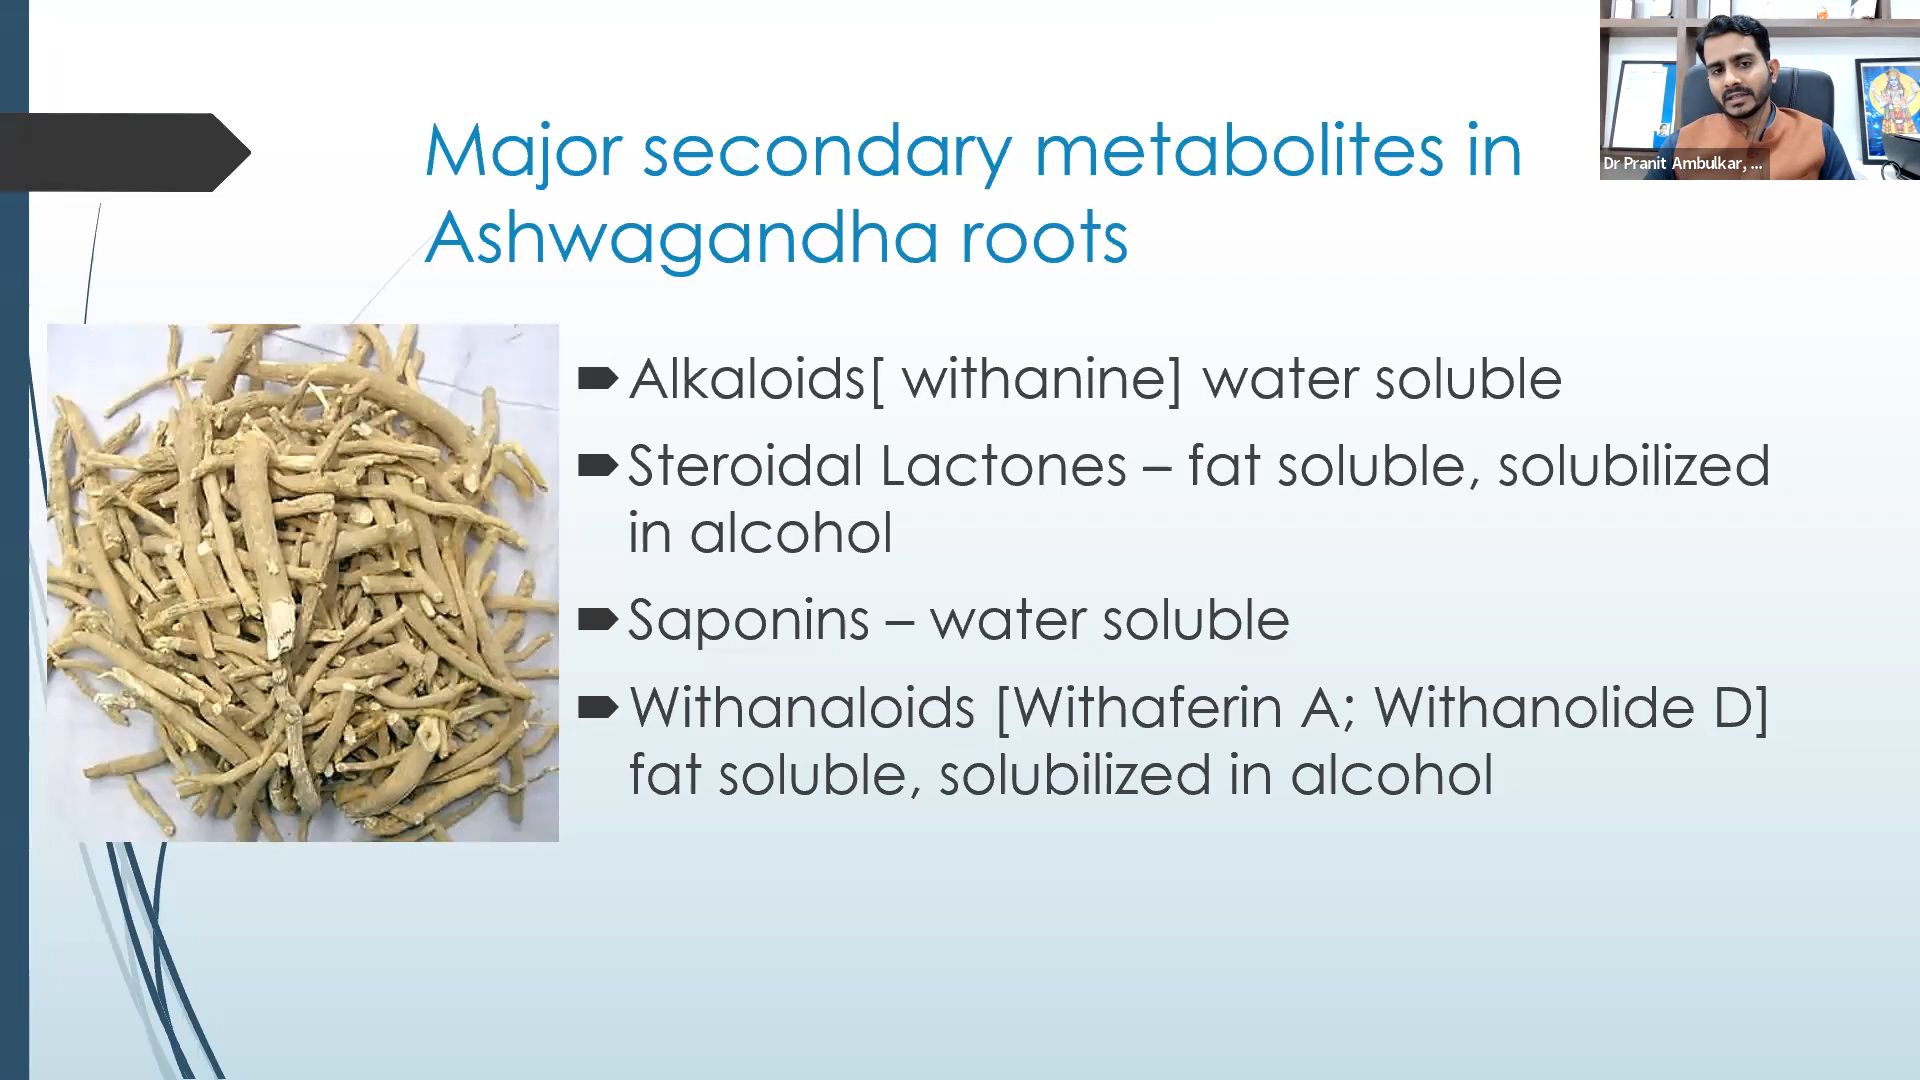 Major secondary metabolites in
Ashwagandha roots
Dr Pranit Ambulkar, ...
Alkaloids[ withanine] water soluble
Steroidal Lactones – fat soluble, solubilized
in alcohol
Saponins – water soluble
Withanaloids [Withaferin A; Withanolide D]
fat soluble, solubilized in alcohol